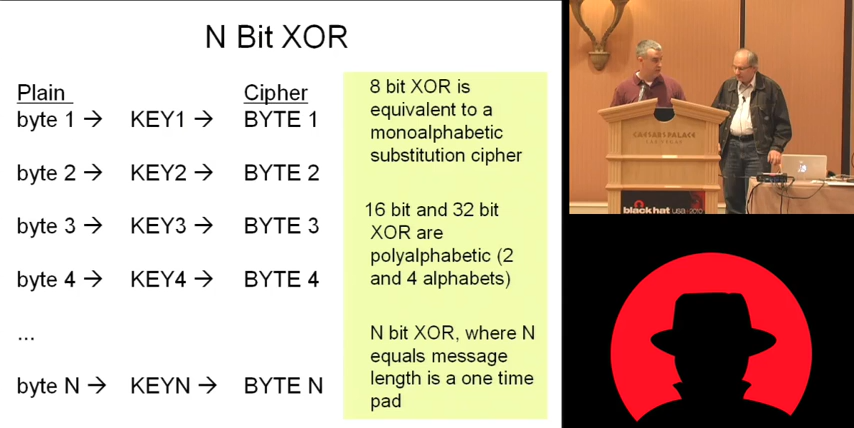 N Bit XOR
Plain Cipher
byte 1 → KEY1 → BYTE 1
byte 2 → KEY2 → BYTE 2
byte 3 → KEY3 → BYTE 3
byte 4 → KEY4 → BYTE 4
...
byte N → KEYN → BYTE N
8 bit XOR is
equivalent to a
monoalphabetic
substitution cipher
16 bit and 32 bit
XOR are
polyalphabetic (2
and 4 alphabets)
N bit XOR, where N
equals message
length is a one time
pad
CAESARS PALACE
LAS VEGAS
black hat USA + 2010